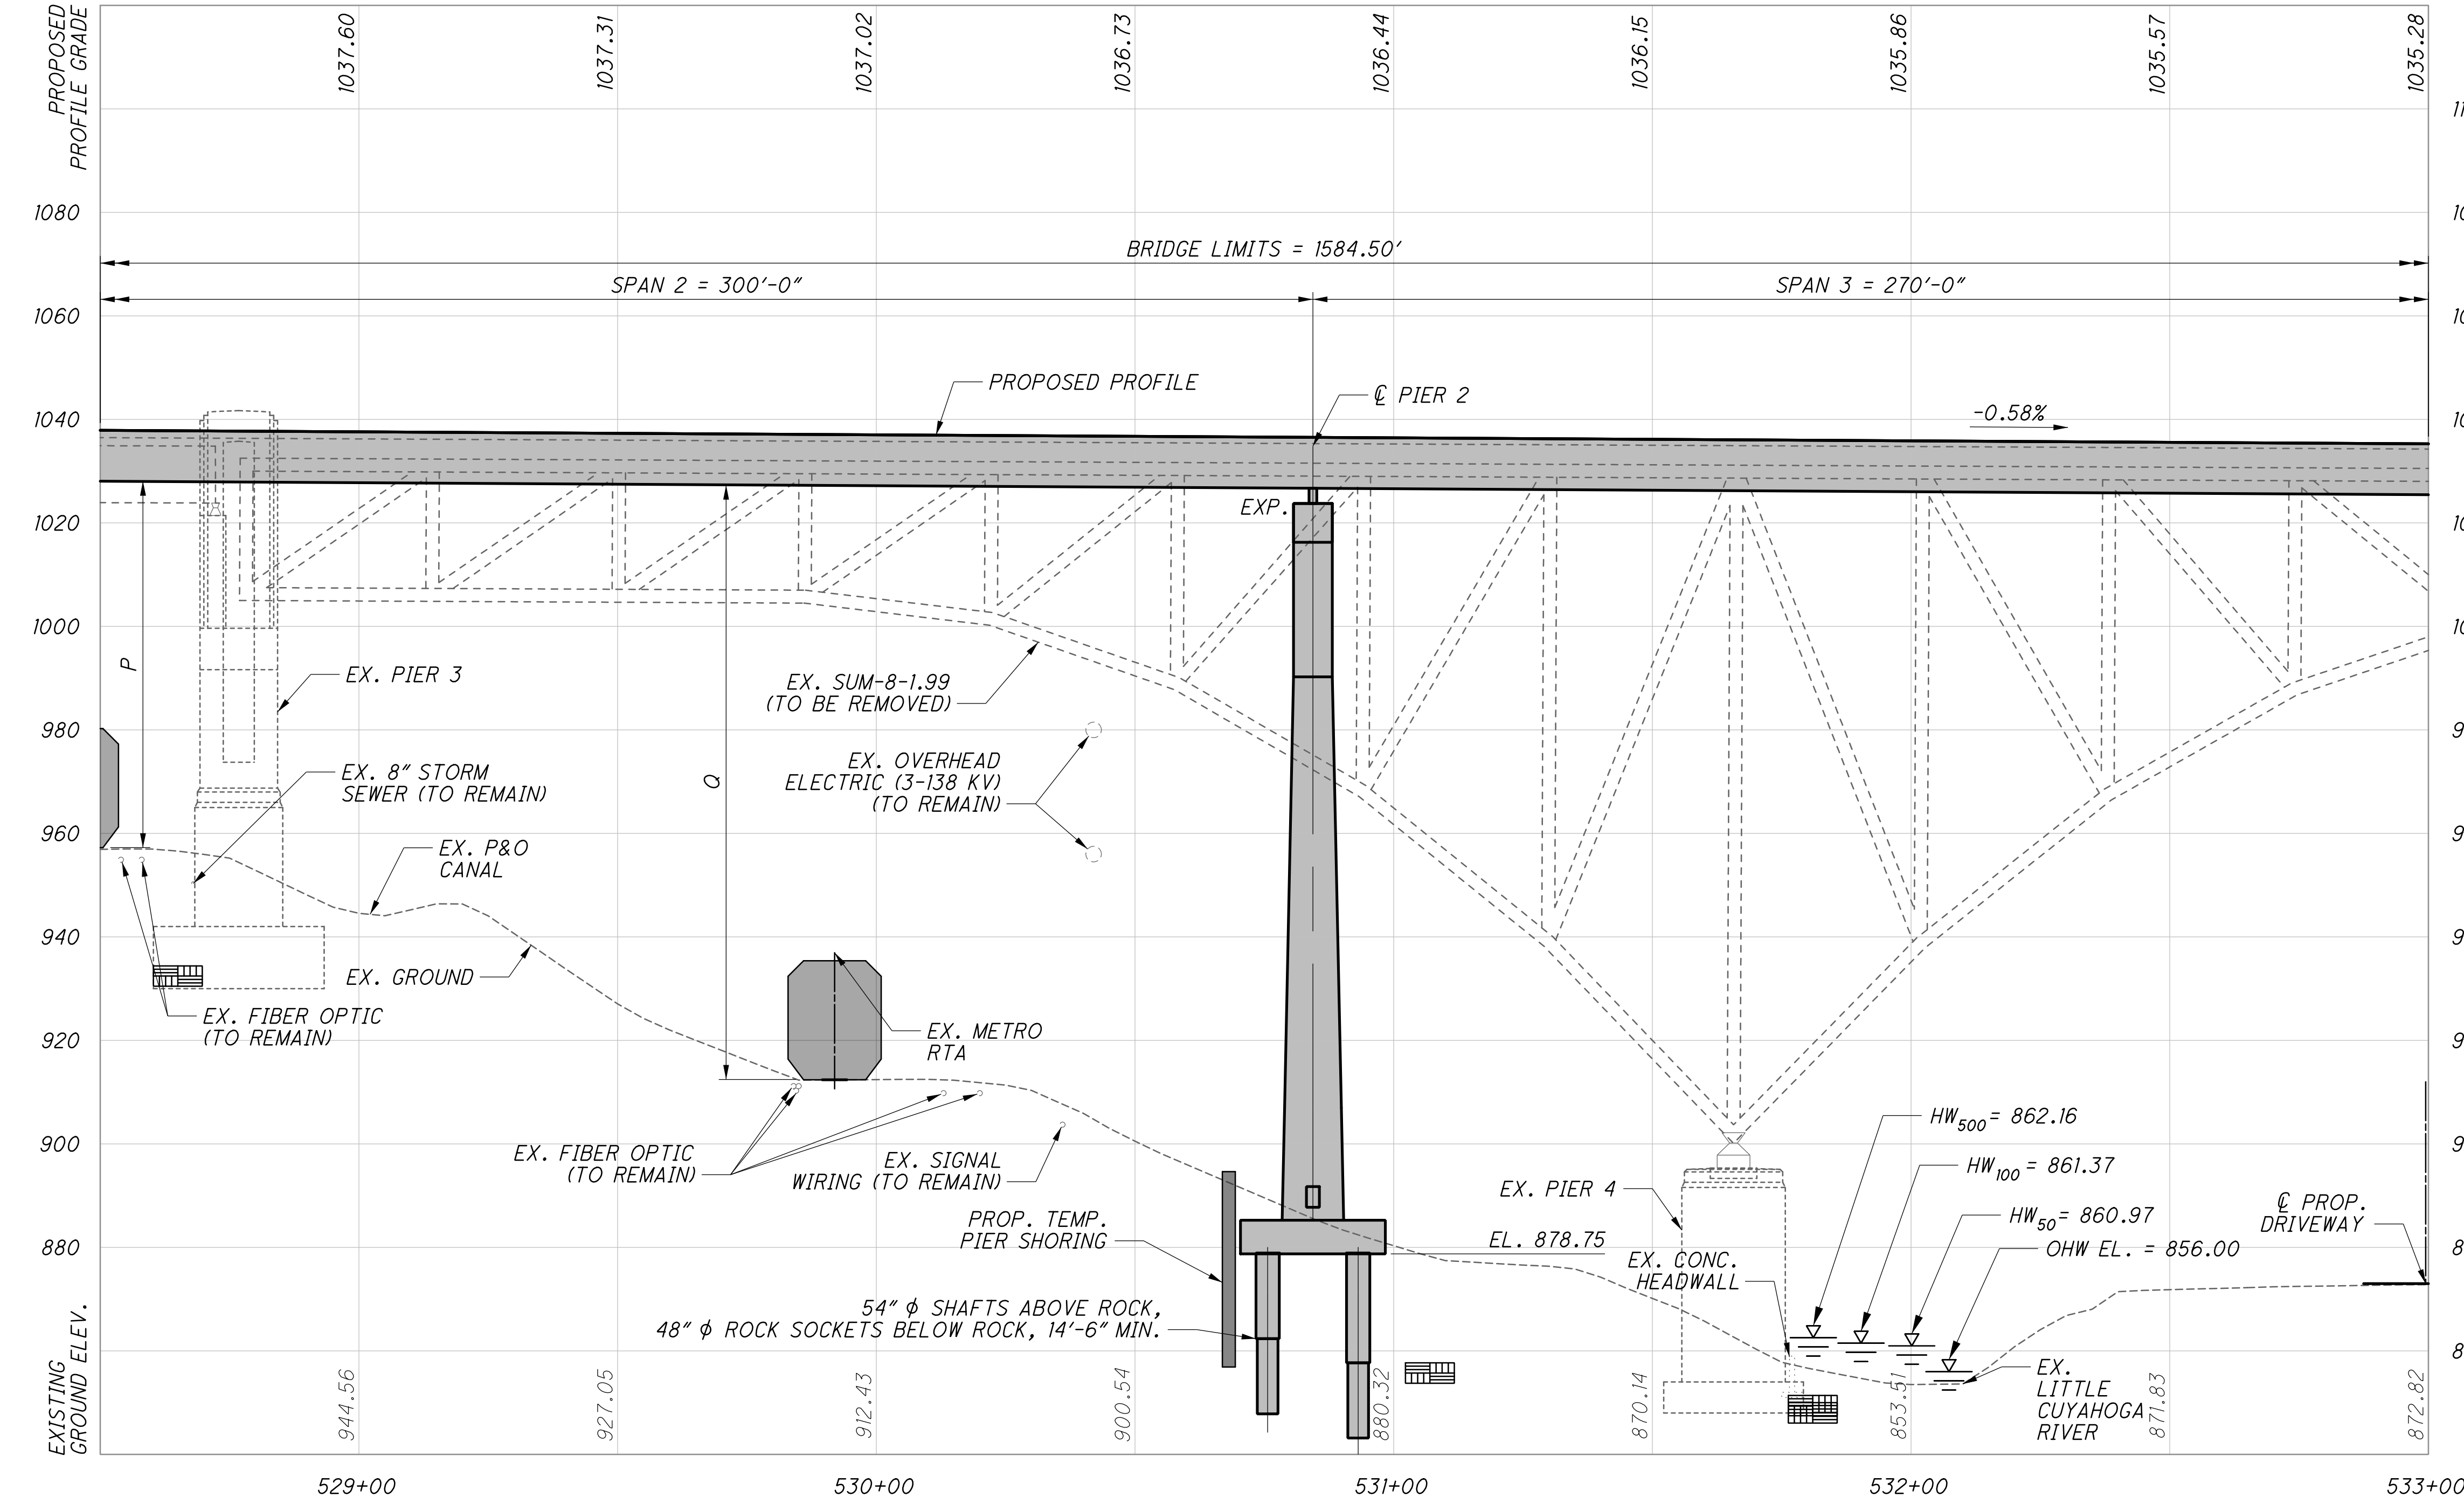 PROPOSED
PROFILE GRADE
1037.60
1037.31
1037.02
1036.73
1036.44
1036.15
1035.86
1035.57
1035.28
1080
BRIDGE LIMITS = 1584.50'
SPAN 2 = 300'-0"
SPAN 3 = 270'-0"
1060
PROPOSED PROFILE
℄ PIER 2
-0.58%
1040
1020
EXP.
1000
P
EX. PIER 3
EX. SUM-8-1.99
(TO BE REMOVED)
980
EX. 8" STORM
SEWER (TO REMAIN)
Q
EX. OVERHEAD
ELECTRIC (3-138 KV)
(TO REMAIN)
960
EX. P&O
CANAL
940
EX. GROUND
EX. FIBER OPTIC
(TO REMAIN)
EX. METRO
RTA
920
900
EX. FIBER OPTIC
(TO REMAIN)
EX. SIGNAL
WIRING (TO REMAIN)
HW500 = 862.16
HW100 = 861.37
HW50 = 860.97
OHW EL. = 856.00
EX. PIER 4
℄ PROP.
DRIVEWAY
PROP. TEMP.
PIER SHORING
880
EL. 878.75
EX. CONC.
HEADWALL
54" ϕ SHAFTS ABOVE ROCK,
48" ϕ ROCK SOCKETS BELOW ROCK, 14'-6" MIN.
EX.
LITTLE
CUYAHOGA
RIVER
EXISTING
GROUND ELEV.
944.56
927.05
912.43
900.54
880.32
870.14
853.51
871.83
872.82
529+00
530+00
531+00
532+00
533+00